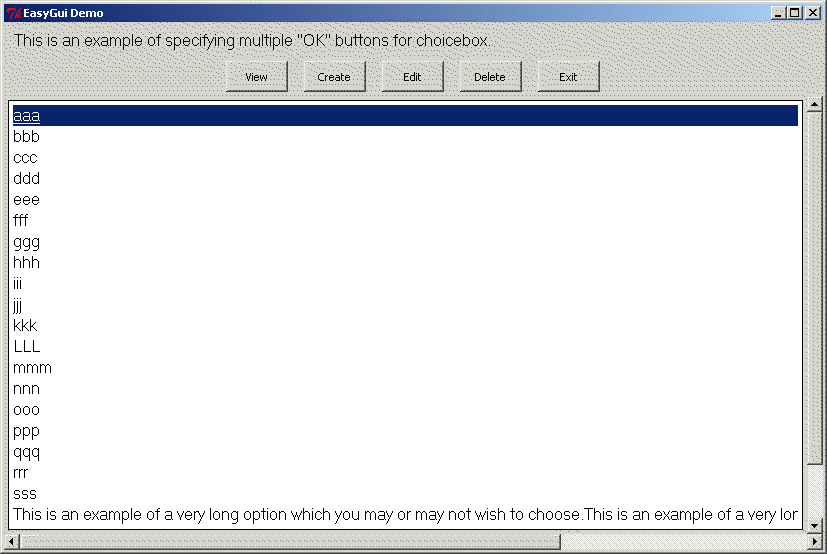 EasyGui Demo
This is an example of specifying multiple "OK" buttons for choicebox.
View Create Edit Delete Exit
aaa
bbb
ccc
ddd
eee
fff
ggg
hhh
iii
jjj
kkk
LLL
mmm
nnn
ooo
ppp
qqq
rrr
sss
This is an example of a very long option which you may or may not wish to choose.This is an example of a very lor